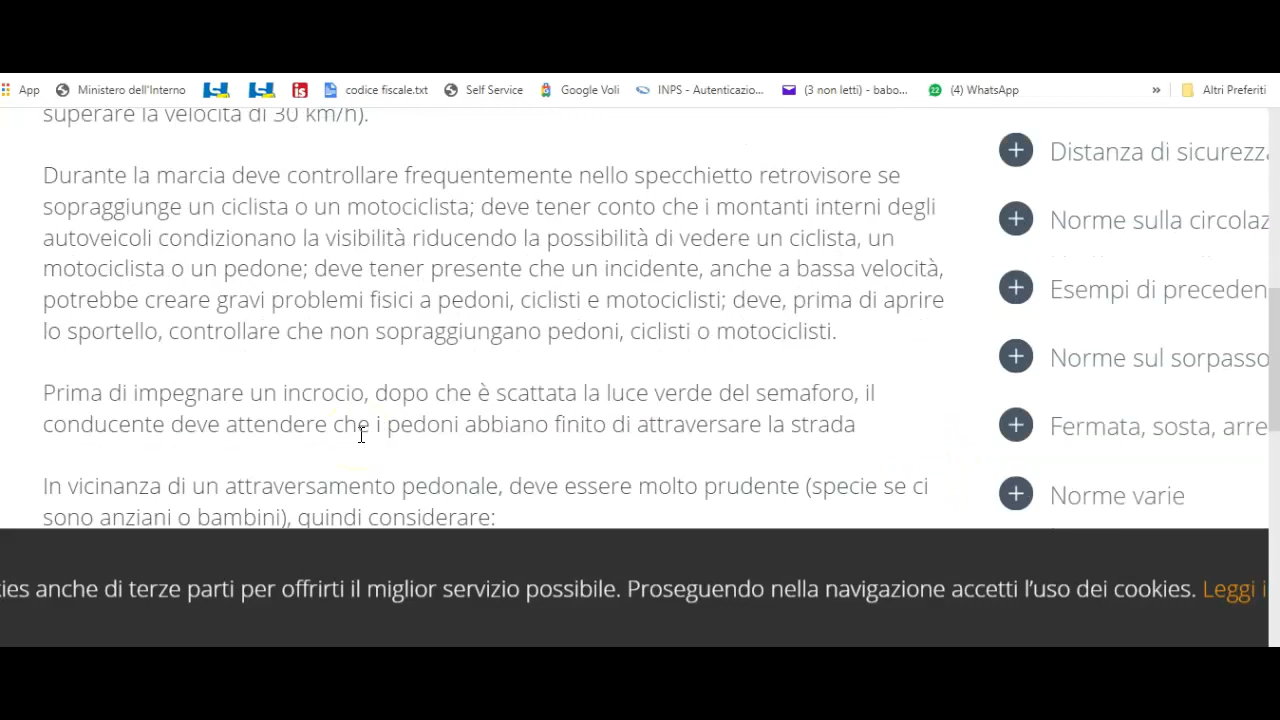 App
Ministero dell'Interno
is
codice fiscale.txt
Self Service
Google Voli
INPS - Autenticazio...
(3 non letti) - babo...
22
(4) WhatsApp
»
Altri Preferiti
superare la velocità di 30 km/h).
Durante la marcia deve controllare frequentemente nello specchietto retrovisore se
sopraggiunge un ciclista o un motociclista; deve tener conto che i montanti interni degli
autoveicoli condizionano la visibilità riducendo la possibilità di vedere un ciclista, un
motociclista o un pedone; deve tener presente che un incidente, anche a bassa velocità,
potrebbe creare gravi problemi fisici a pedoni, ciclisti e motociclisti; deve, prima di aprire
lo sportello, controllare che non sopraggiungano pedoni, ciclisti o motociclisti.
Prima di impegnare un incrocio, dopo che è scattata la luce verde del semaforo, il
conducente deve attendere che i pedoni abbiano finito di attraversare la strada
In vicinanza di un attraversamento pedonale, deve essere molto prudente (specie se ci
sono anziani o bambini), quindi considerare:
Distanza di sicurezza
Norme sulla circolaz
Esempi di preceden
Norme sul sorpasso
Fermata, sosta, arre
Norme varie
ies anche di terze parti per offrirti il miglior servizio possibile. Proseguendo nella navigazione accetti l'uso dei cookies. Leggi i